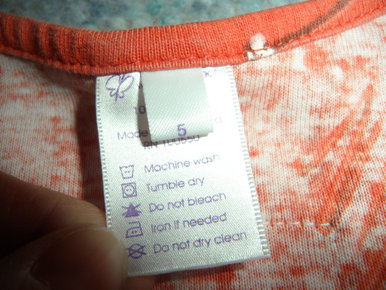 5
Machine wash
Tumble dry
Do not bleach
Iron if needed
Do not dry clean